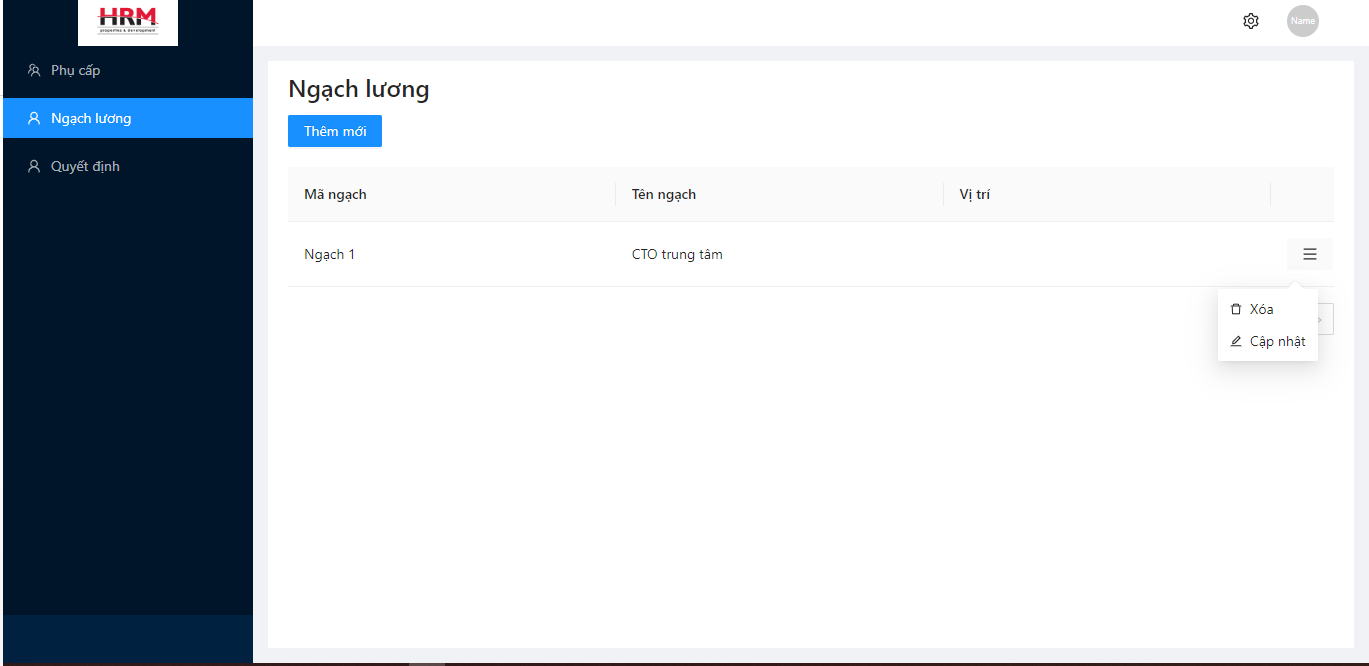 HRM
properties & development
Name
Phụ cấp
Ngạch lương
Quyết định
Ngạch lương
Thêm mới
Mã ngạch Tên ngạch Vị trí
Ngạch 1 CTO trung tâm
Xóa
Cập nhật